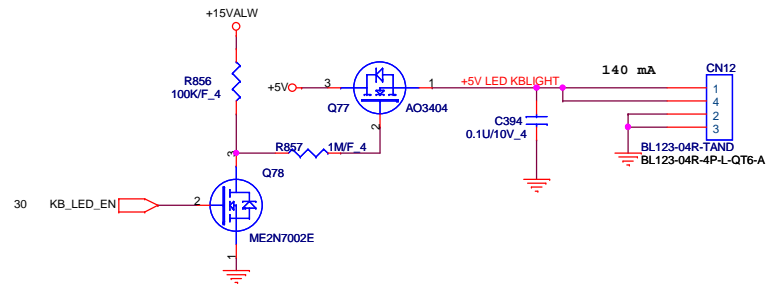 +15VALW
R856
100K/F_4
+5V
3
1
Q77
AO3404
2
+5V LED KBLIGHT
140 mA
CN12
1
4
2
3
C394
0.1U/10V_4
BL123-04R-TAND
BL123-04R-4P-L-QT6-A
R857
1M/F_4
3
Q78
30
KB_LED_EN
2
ME2N7002E
1